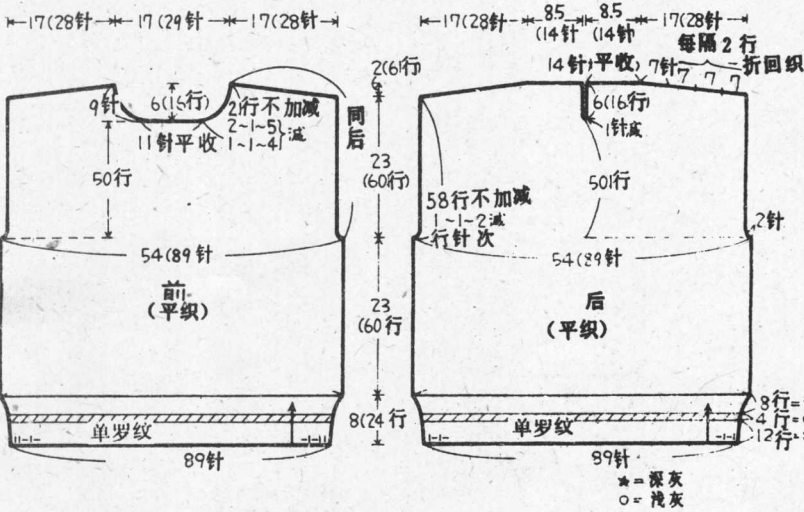 17(28针
17(29针
17(28针
9针
6(16行)
2行不加减
2~1~5
1~1~4
减
11针平收
50行
同后
54(89针
前
(平织)
单罗纹
89针
2(6行)
23
(60行)
23
(60行
8(24行
17(28针
8.5
(14针
8.5
(14针
17(28针
14针(平收)
7针
7
7
7
每隔2行
折回织
6(16行)
1针底
50行
58行不加减
1~1~2减
行针次
2针
54(89针
后
(平织)
单罗纹
8行=
4行=
12行=
89针
★=深灰
○=浅灰